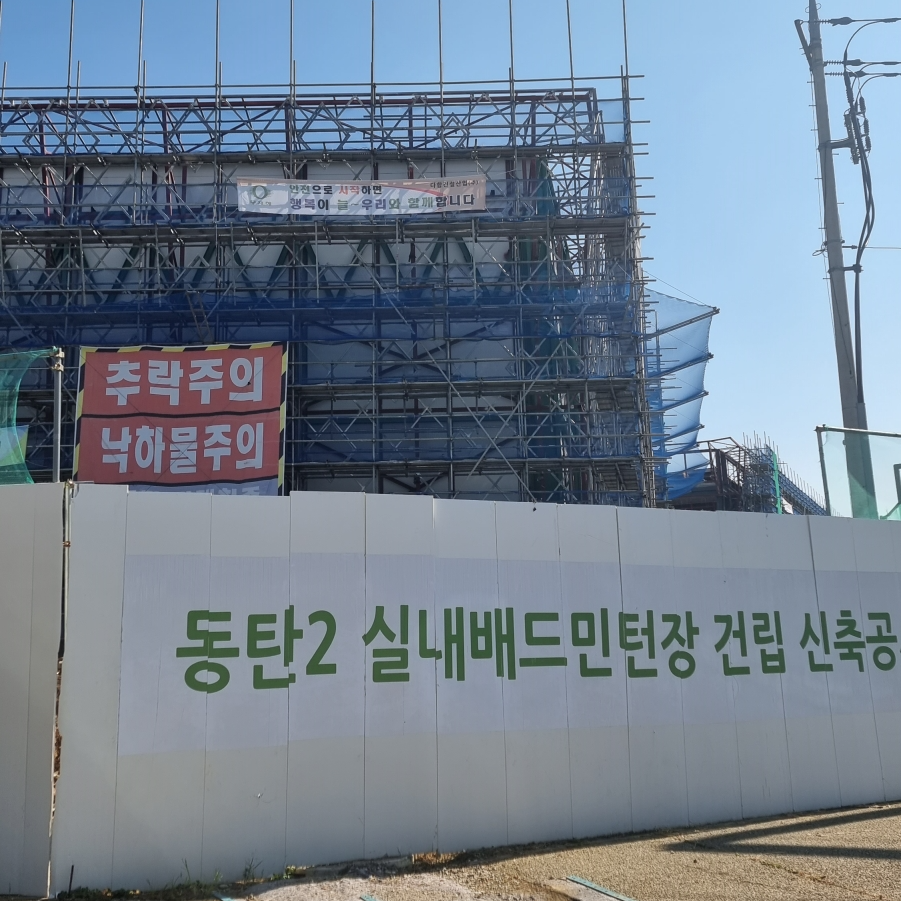 안전으로 시작하면
행복이 늘 우리와 함께합니다
추락주의
낙하물주의
동탄2 실내배드민턴장 건립 신축공